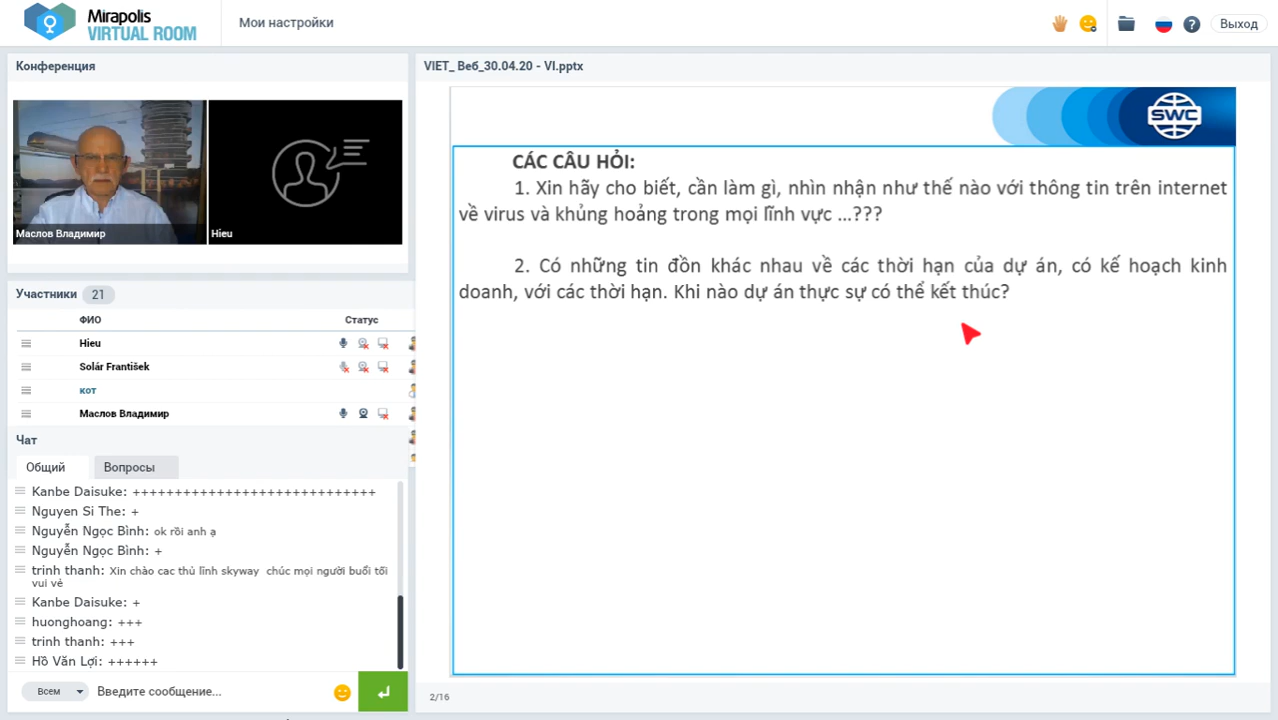 Mirapolis
VIRTUAL ROOM
Мои настройки
?
Выход
Конференция
Маслов Владимир
Hieu
Участники 21
ФИО Статус
Hieu
Solár František
кот
Маслов Владимир
Чат
Общий Вопросы
Kanbe Daisuke: +++++++++++++++++++++++++++++
Nguyen Si The: +
Nguyễn Ngọc Bình: ok rồi anh ạ
Nguyễn Ngọc Bình: +
trinh thanh: Xin chào cac thủ lĩnh skyway chúc mọi người buổi tối
vui vẻ
Kanbe Daisuke: +
huonghoang: +++
trinh thanh: +++
Hồ Văn Lợi: ++++++
Всем Введите сообщение...
VIET_ Веб_30.04.20 - VI.pptx
SWC
CÁC CÂU HỎI:
1. Xin hãy cho biết, cần làm gì, nhìn nhận như thế nào với thông tin trên internet
về virus và khủng hoảng trong mọi lĩnh vực ...???
2. Có những tin đồn khác nhau về các thời hạn của dự án, có kế hoạch kinh
doanh, với các thời hạn. Khi nào dự án thực sự có thể kết thúc?
2/16